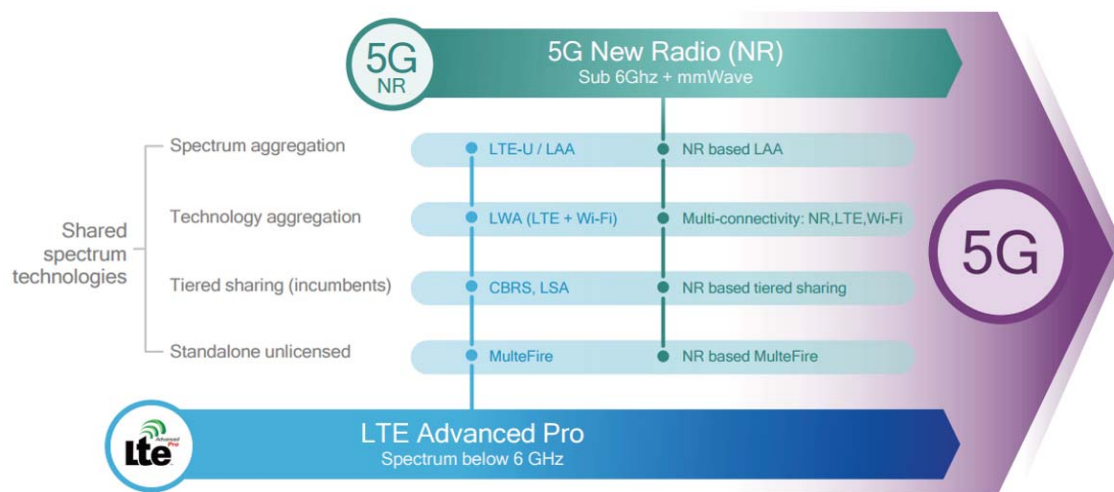 5G
NR
5G New Radio (NR)
Sub 6Ghz + mmWave
Shared
spectrum
technologies
Spectrum aggregation
LTE-U / LAA
NR based LAA
Technology aggregation
LWA (LTE + Wi-Fi)
Multi-connectivity: NR,LTE,Wi-Fi
Tiered sharing (incumbents)
CBRS, LSA
NR based tiered sharing
Standalone unlicensed
MulteFire
NR based MulteFire
5G
Advanced
Pro
Lte
LTE Advanced Pro
Spectrum below 6 GHz